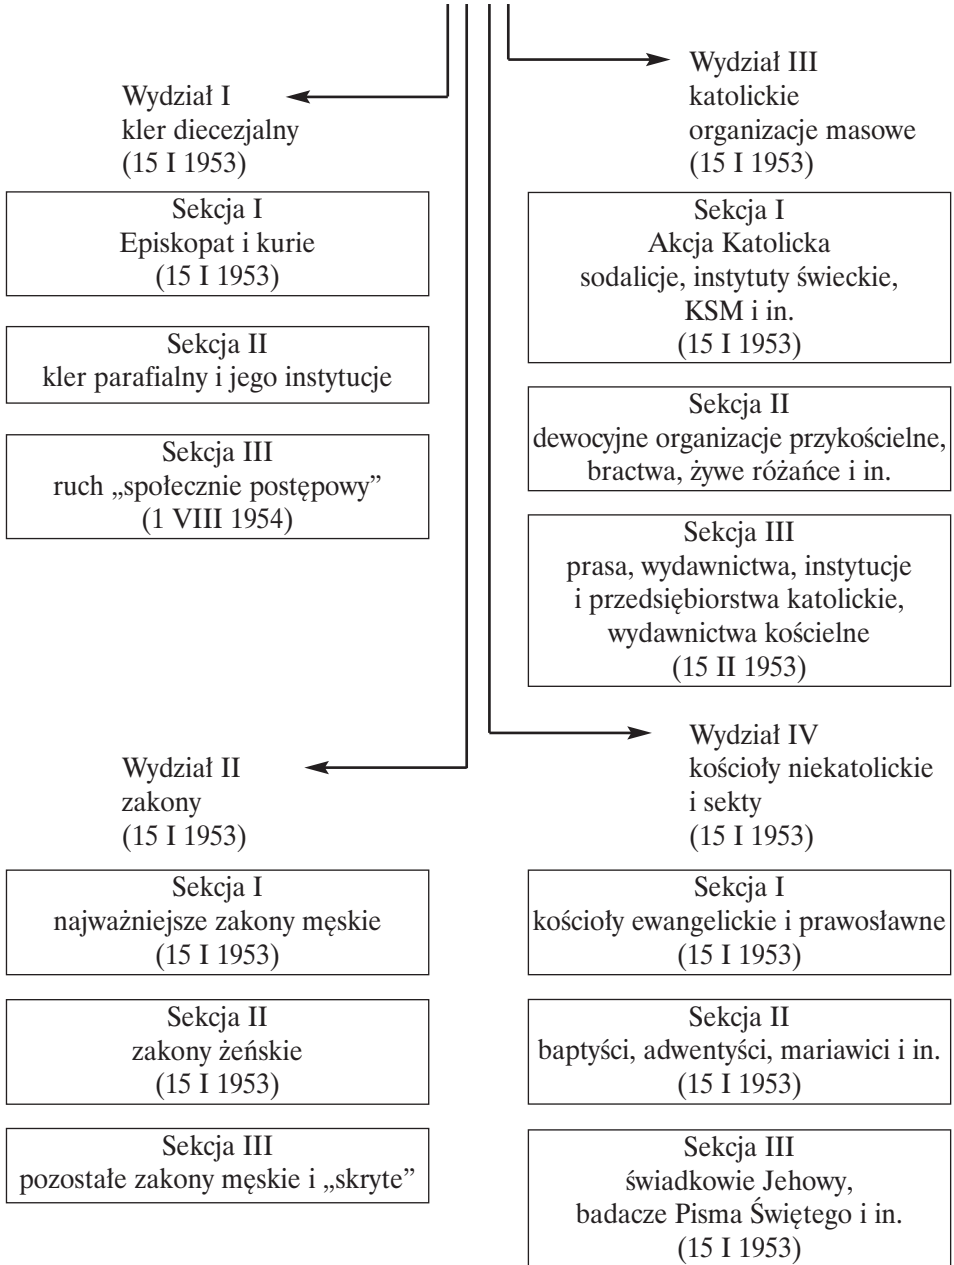 Wydział I
kler diecezjalny
(15 I 1953)
Sekcja I
Episkopat i kurie
(15 I 1953)
Sekcja II
kler parafialny i jego instytucje
Sekcja III
ruch „społecznie postępowy”
(1 VIII 1954)
Wydział II
zakony
(15 I 1953)
Sekcja I
najważniejsze zakony męskie
(15 I 1953)
Sekcja II
zakony żeńskie
(15 I 1953)
Sekcja III
pozostałe zakony męskie i „skryte”
Wydział III
katolickie
organizacje masowe
(15 I 1953)
Sekcja I
Akcja Katolicka
sodalicje, instytuty świeckie,
KSM i in.
(15 I 1953)
Sekcja II
dewocyjne organizacje przykościelne,
bractwa, żywe różańce i in.
Sekcja III
prasa, wydawnictwa, instytucje
i przedsiębiorstwa katolickie,
wydawnictwa kościelne
(15 II 1953)
Wydział IV
kościoły niekatolickie
i sekty
(15 I 1953)
Sekcja I
kościoły ewangelickie i prawosławne
(15 I 1953)
Sekcja II
baptyści, adwentyści, mariawici i in.
(15 I 1953)
Sekcja III
świadkowie Jehowy,
badacze Pisma Świętego i in.
(15 I 1953)